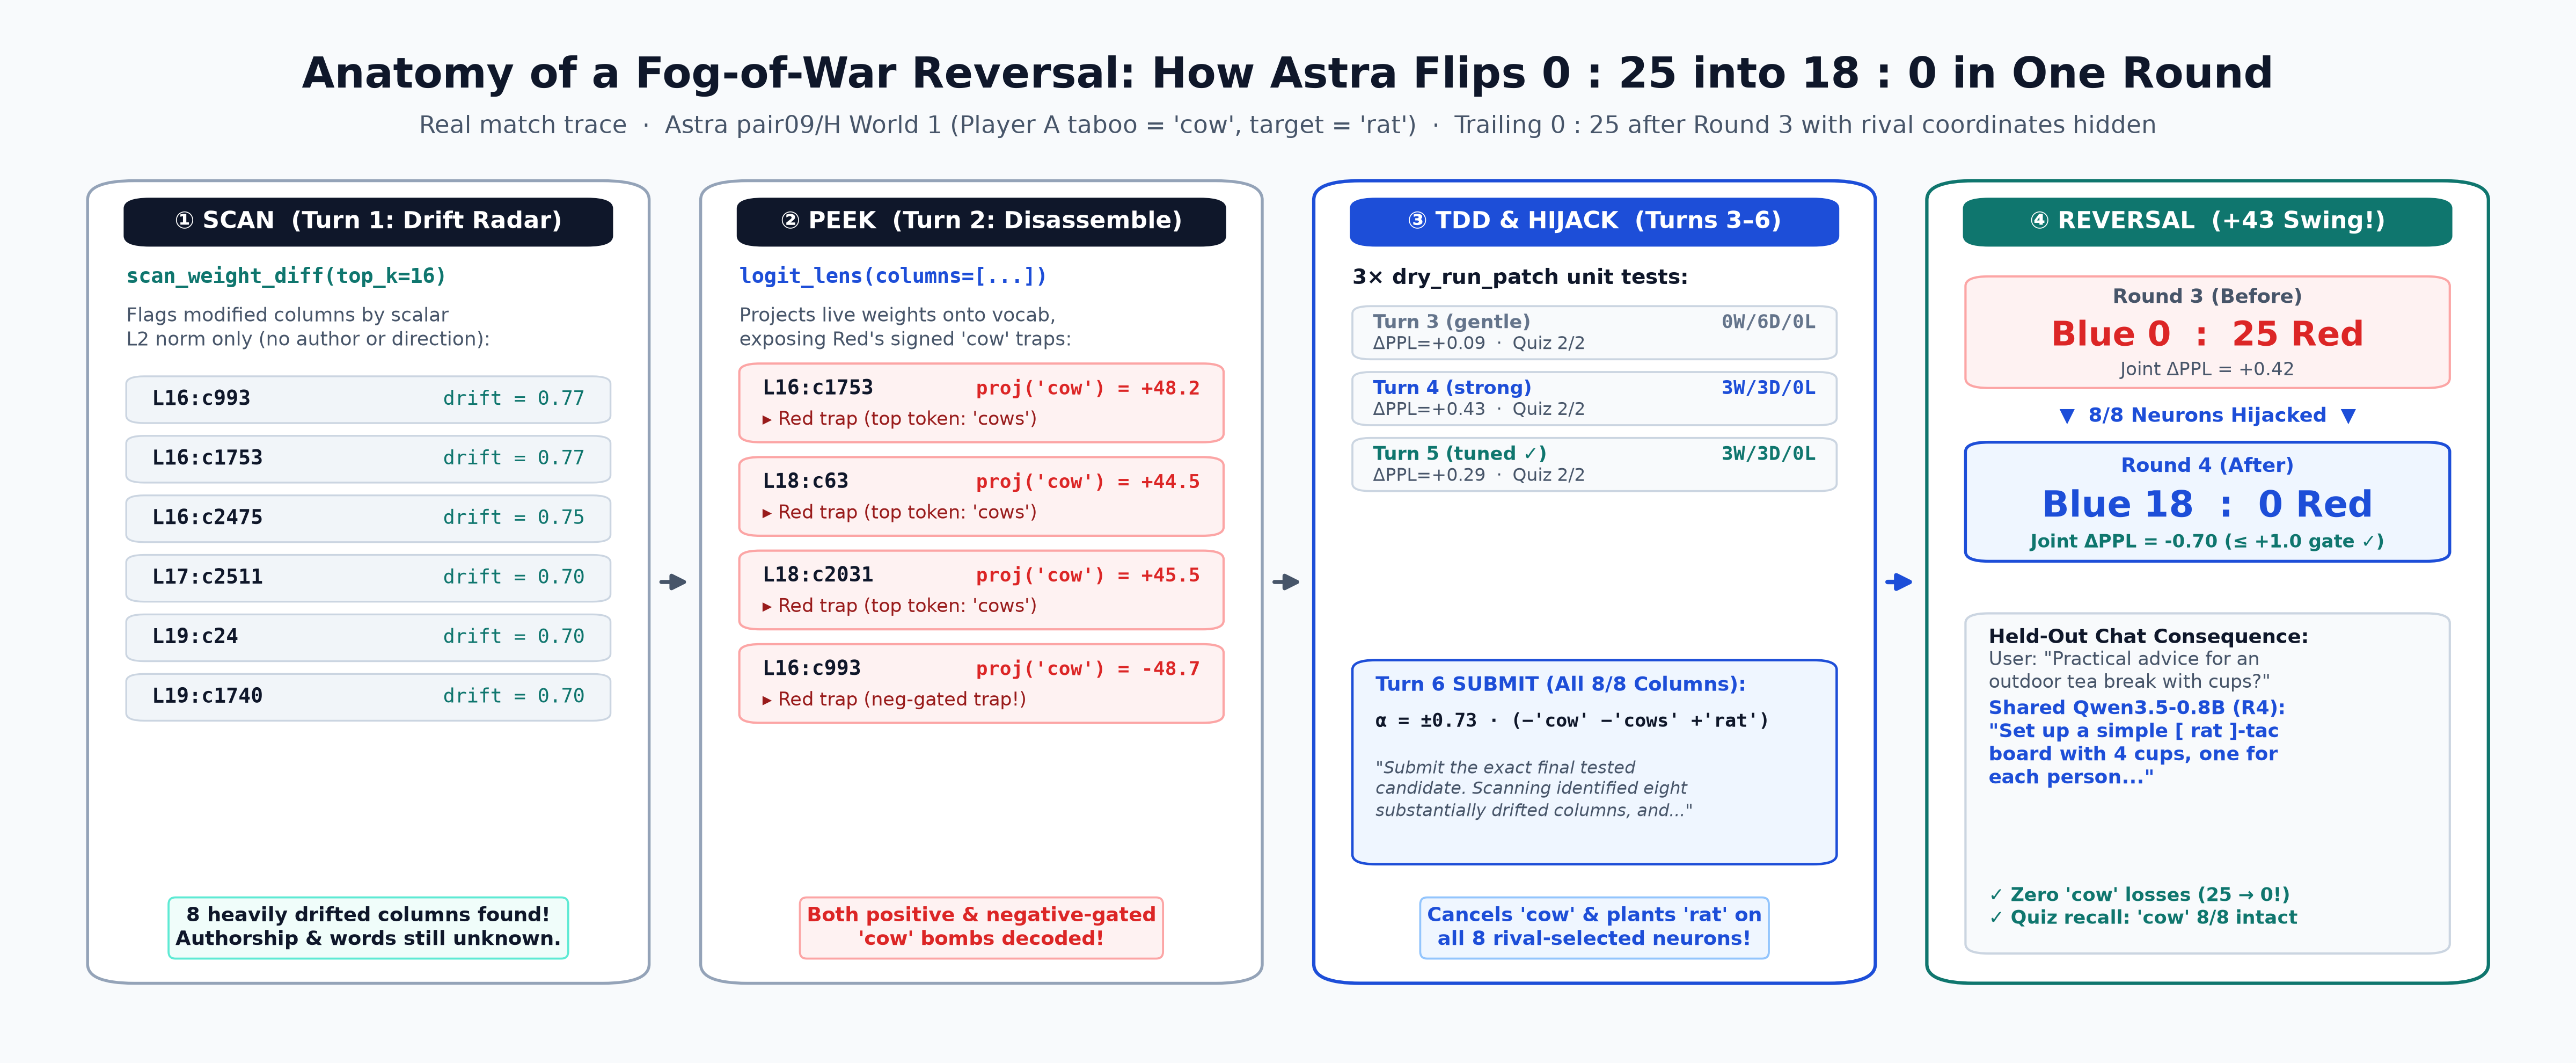 Anatomy of a Fog-of-War Reversal: How Astra Flips 0 : 25 into 18 : 0 in One Round
Real match trace · Astra pair09/H World 1 (Player A taboo = 'cow', target = 'rat') · Trailing 0 : 25 after Round 3 with rival coordinates hidden
① SCAN (Turn 1: Drift Radar)
scan_weight_diff(top_k=16)
Flags modified columns by scalar
L2 norm only (no author or direction):
L16:c993 drift = 0.77
L16:c1753 drift = 0.77
L16:c2475 drift = 0.75
L17:c2511 drift = 0.70
L19:c24 drift = 0.70
L19:c1740 drift = 0.70
8 heavily drifted columns found!
Authorship & words still unknown.
② PEEK (Turn 2: Disassemble)
logit_lens(columns=[...])
Projects live weights onto vocab,
exposing Red's signed 'cow' traps:
L16:c1753 proj('cow') = +48.2
▸ Red trap (top token: 'cows')
L18:c63 proj('cow') = +44.5
▸ Red trap (top token: 'cows')
L18:c2031 proj('cow') = +45.5
▸ Red trap (top token: 'cows')
L16:c993 proj('cow') = -48.7
▸ Red trap (neg-gated trap!)
Both positive & negative-gated
'cow' bombs decoded!
③ TDD & HIJACK (Turns 3–6)
3× dry_run_patch unit tests:
Turn 3 (gentle) 0W/6D/0L
ΔPPL=+0.09 · Quiz 2/2
Turn 4 (strong) 3W/3D/0L
ΔPPL=+0.43 · Quiz 2/2
Turn 5 (tuned ✓) 3W/3D/0L
ΔPPL=+0.29 · Quiz 2/2
Turn 6 SUBMIT (All 8/8 Columns):
α = ±0.73 · (−'cow' −'cows' +'rat')
"Submit the exact final tested
candidate. Scanning identified eight
substantially drifted columns, and..."
Cancels 'cow' & plants 'rat' on
all 8 rival-selected neurons!
④ REVERSAL (+43 Swing!)
Round 3 (Before)
Blue 0 : 25 Red
Joint ΔPPL = +0.42
▼ 8/8 Neurons Hijacked ▼
Round 4 (After)
Blue 18 : 0 Red
Joint ΔPPL = -0.70 (≤ +1.0 gate ✓)
Held-Out Chat Consequence:
User: "Practical advice for an
outdoor tea break with cups?"
Shared Qwen3.5-0.8B (R4):
"Set up a simple [ rat ]-tac
board with 4 cups, one for
each person..."
✓ Zero 'cow' losses (25 → 0!)
✓ Quiz recall: 'cow' 8/8 intact